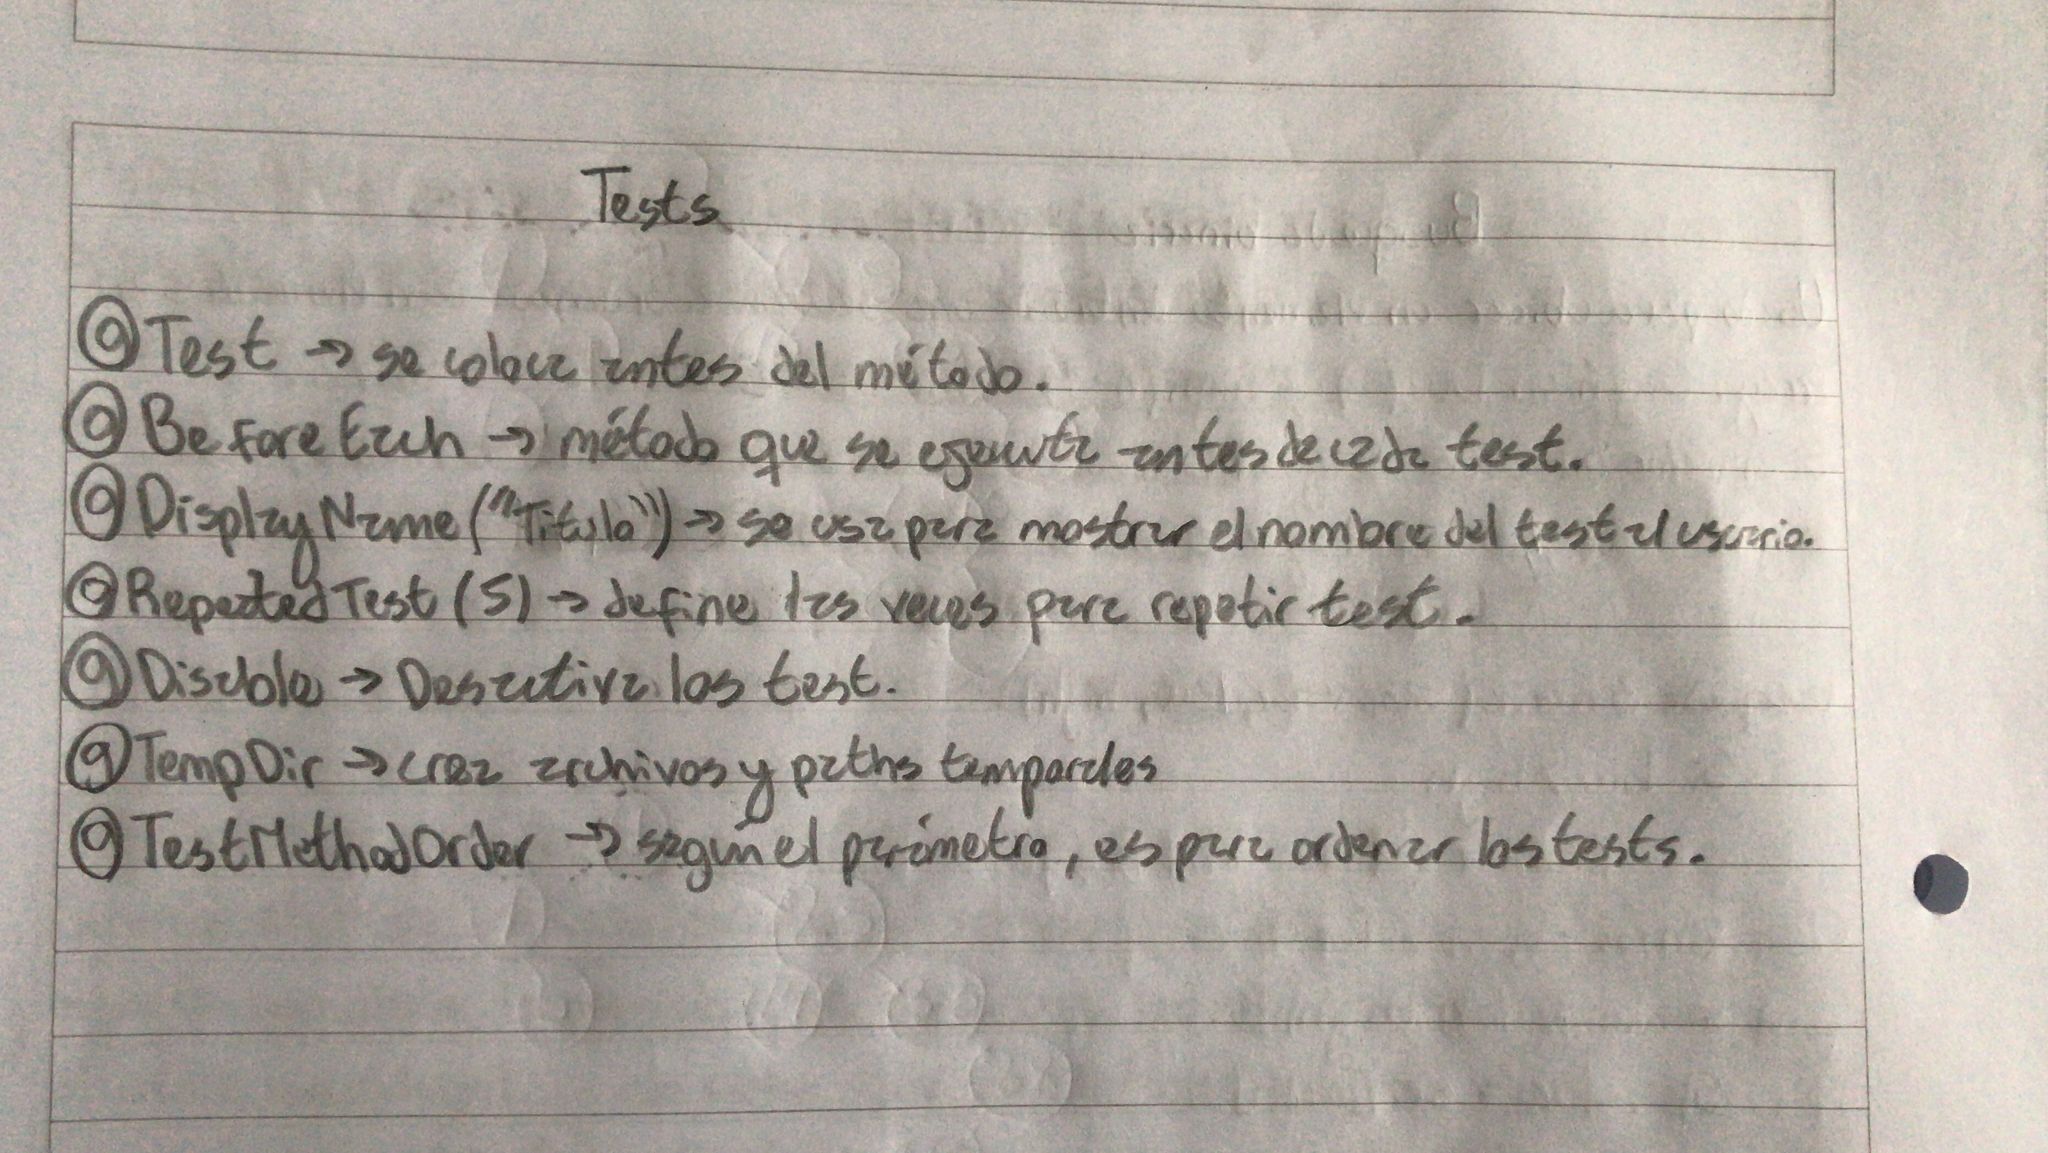 Tests
@Test → se coloca antes del método.
@BeforeEach → método que se ejecuta antes de cada test.
@DisplayName("Titulo") → se usa para mostrar el nombre del test al usuario.
@RepeatedTest (5) → define las veces para repetir test.
@Disable → Desactiva los test.
@TempDir → crea archivos y paths temporales
@TestMethodOrder → según el parámetro, es para ordenar los tests.